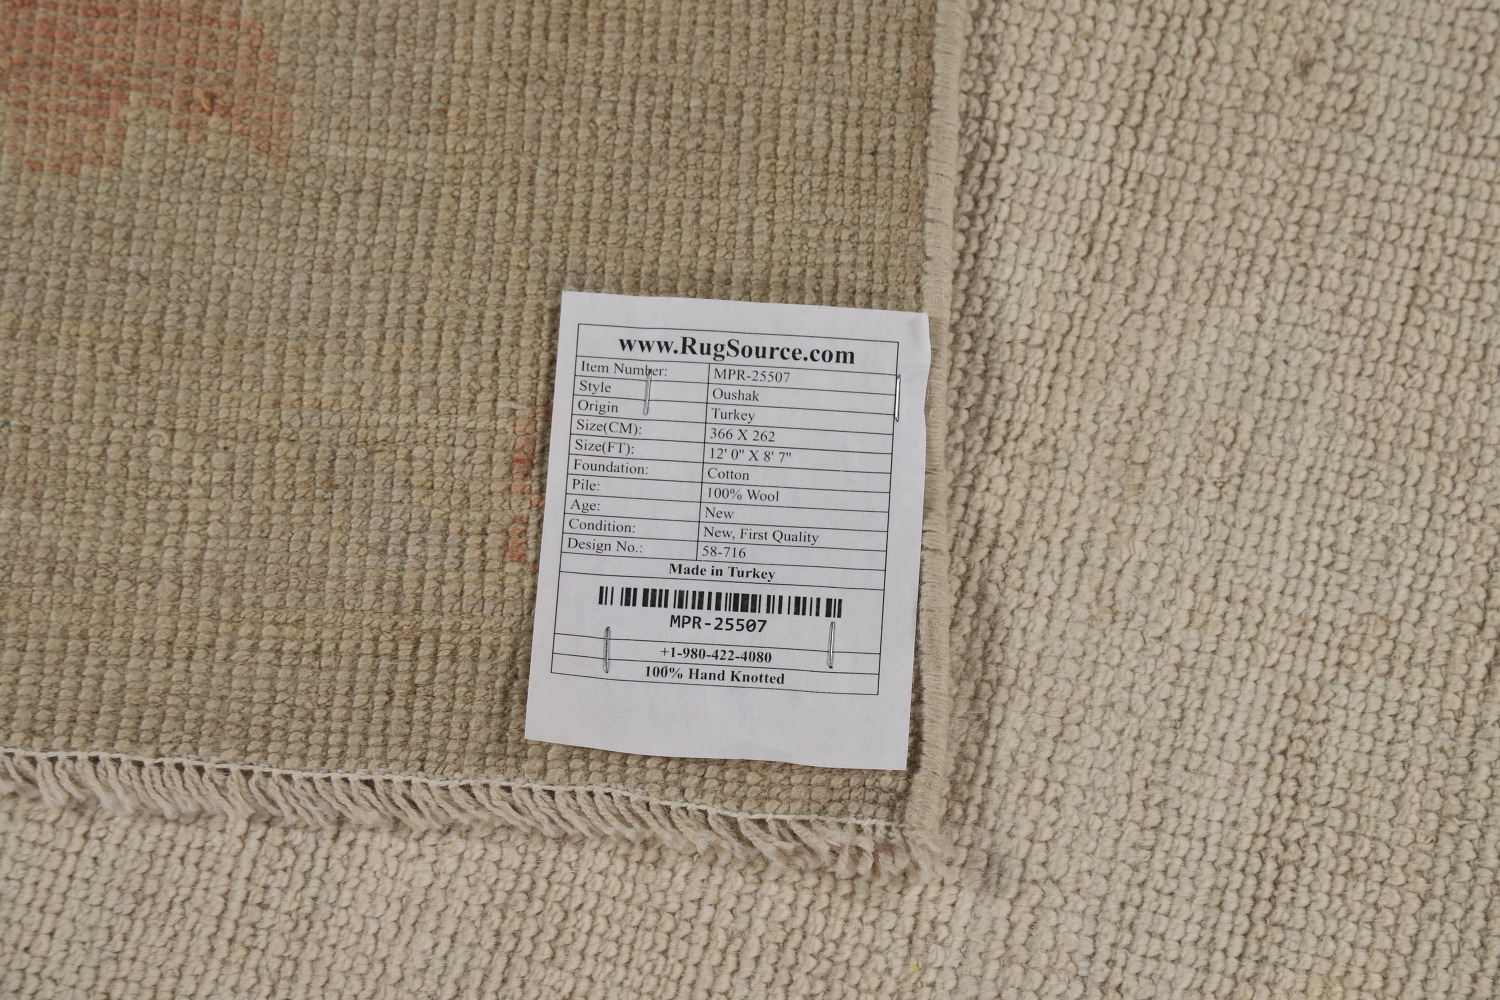 www.RugSource.com
Item Number: MPR-25507
Style Oushak
Origin Turkey
Size(CM): 366 X 262
Size(FT): 12' 0" X 8' 7"
Foundation: Cotton
Pile: 100% Wool
Age: New
Condition: New, First Quality
Design No.: 58-716
Made in Turkey
MPR-25507
+1-980-422-4080
100% Hand Knotted